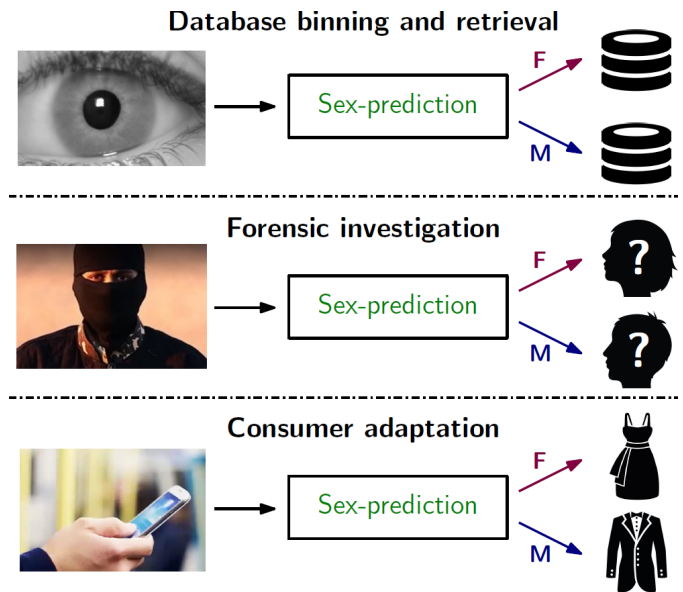 Database binning and retrieval
Sex-prediction
F
M
Forensic investigation
Sex-prediction
F
M
?
?
Consumer adaptation
Sex-prediction
F
M